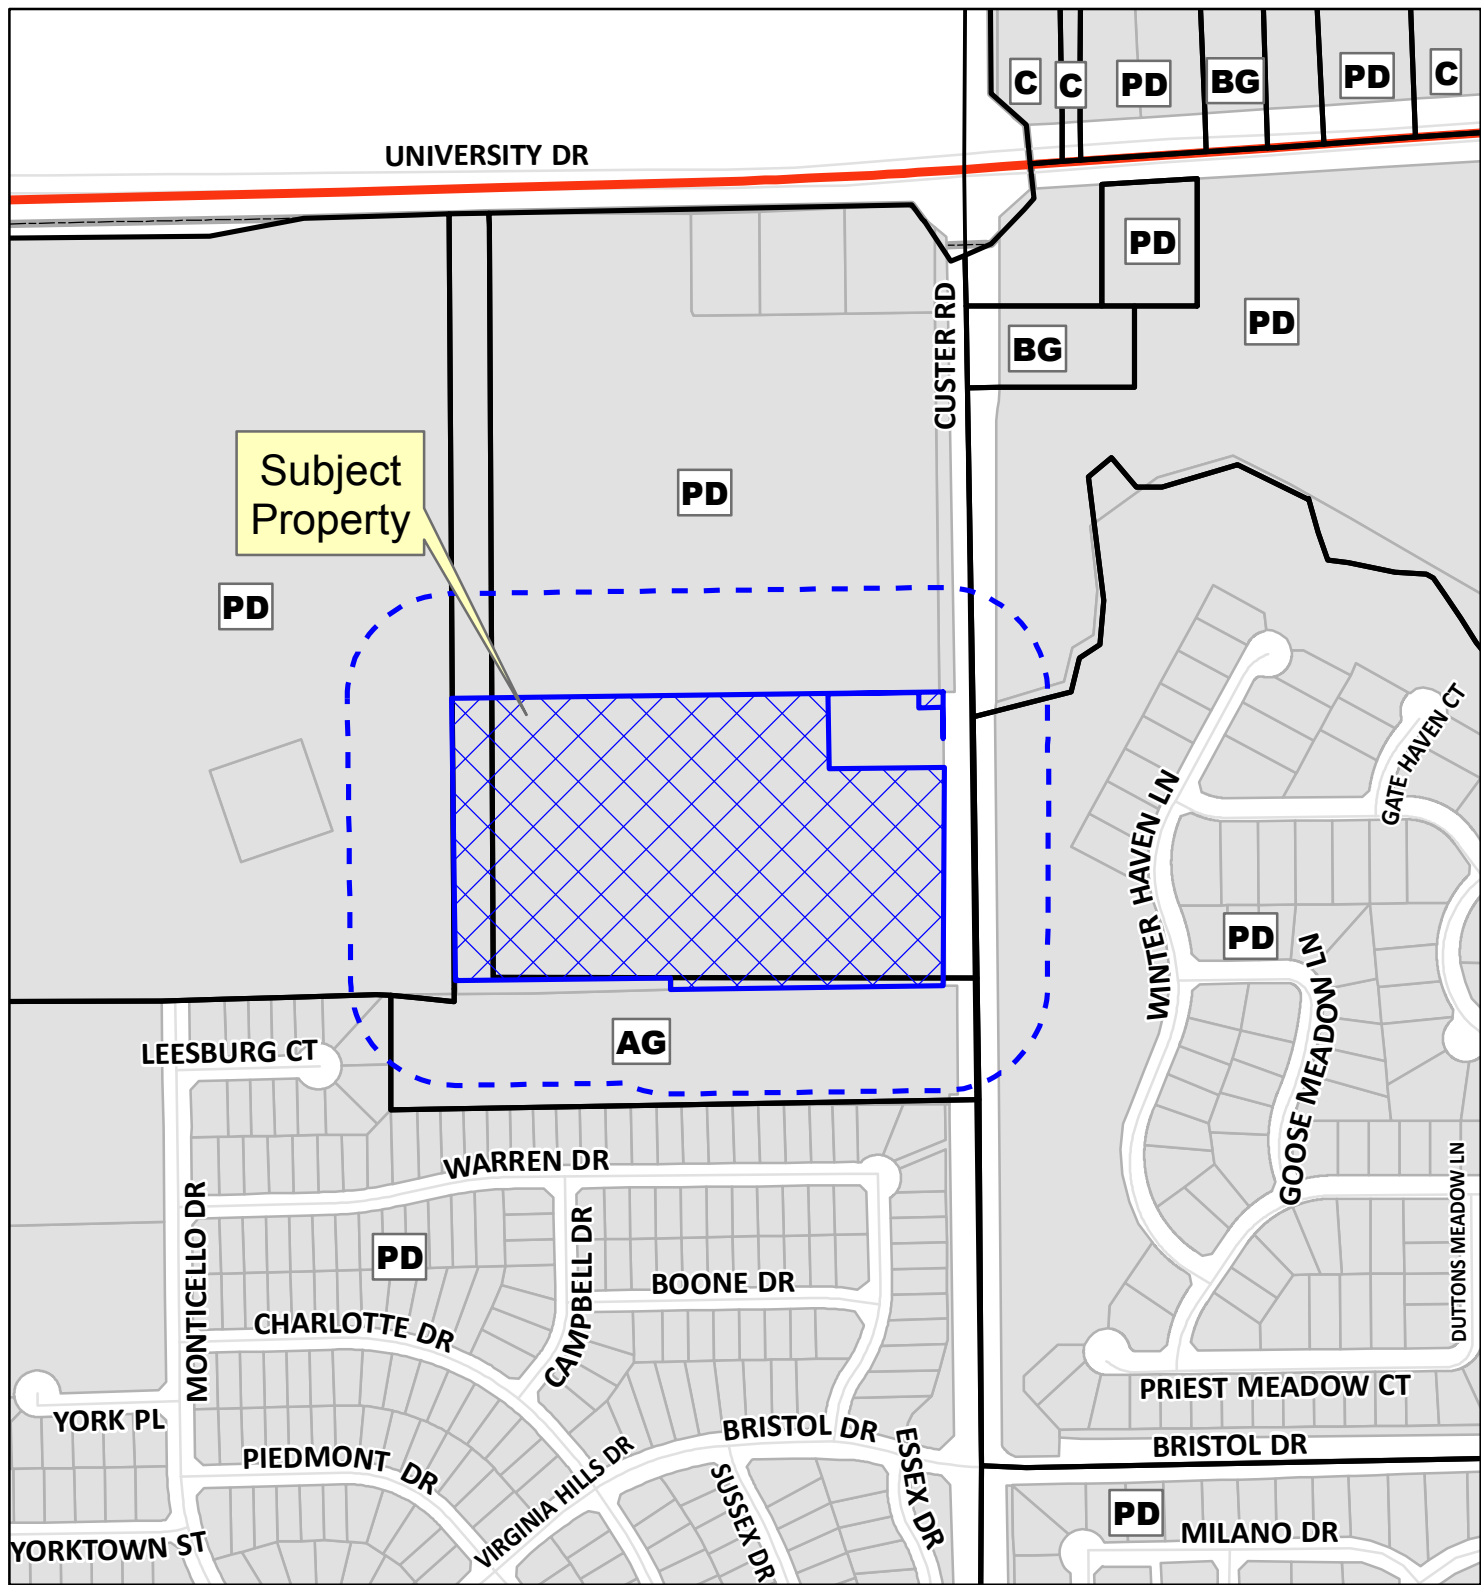 C
C
PD
BG
PD
C
UNIVERSITY DR
PD
PD
CUSTER RD
BG
Subject
Property
PD
PD
GATE HAVEN CT
WINTER HAVEN LN
PD
GOOSE MEADOW LN
AG
LEESBURG CT
WARREN DR
DUTTONS MEADOW LN
MONTICELLO DR
CAMPBELL DR
PD
BOONE DR
CHARLOTTE DR
PRIEST MEADOW CT
YORK PL
BRISTOL DR
BRISTOL DR
PIEDMONT DR
VIRGINIA HILLS DR
SUSSEX DR
ESSEX DR
PD
MILANO DR
YORKTOWN ST